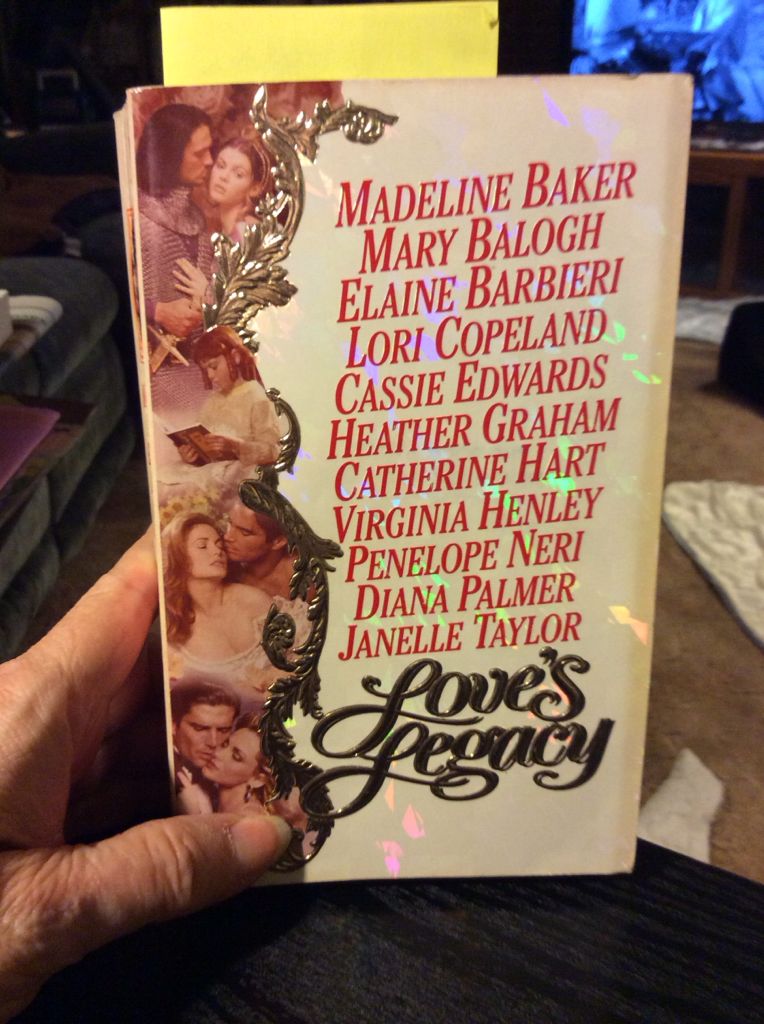 MADELINE BAKER
MARY BALOGH
ELAINE BARBIERI
LORI COPELAND
CASSIE EDWARDS
HEATHER GRAHAM
CATHERINE HART
VIRGINIA HENLEY
PENELOPE NERI
DIANA PALMER
JANELLE TAYLOR
Love's
Legacy